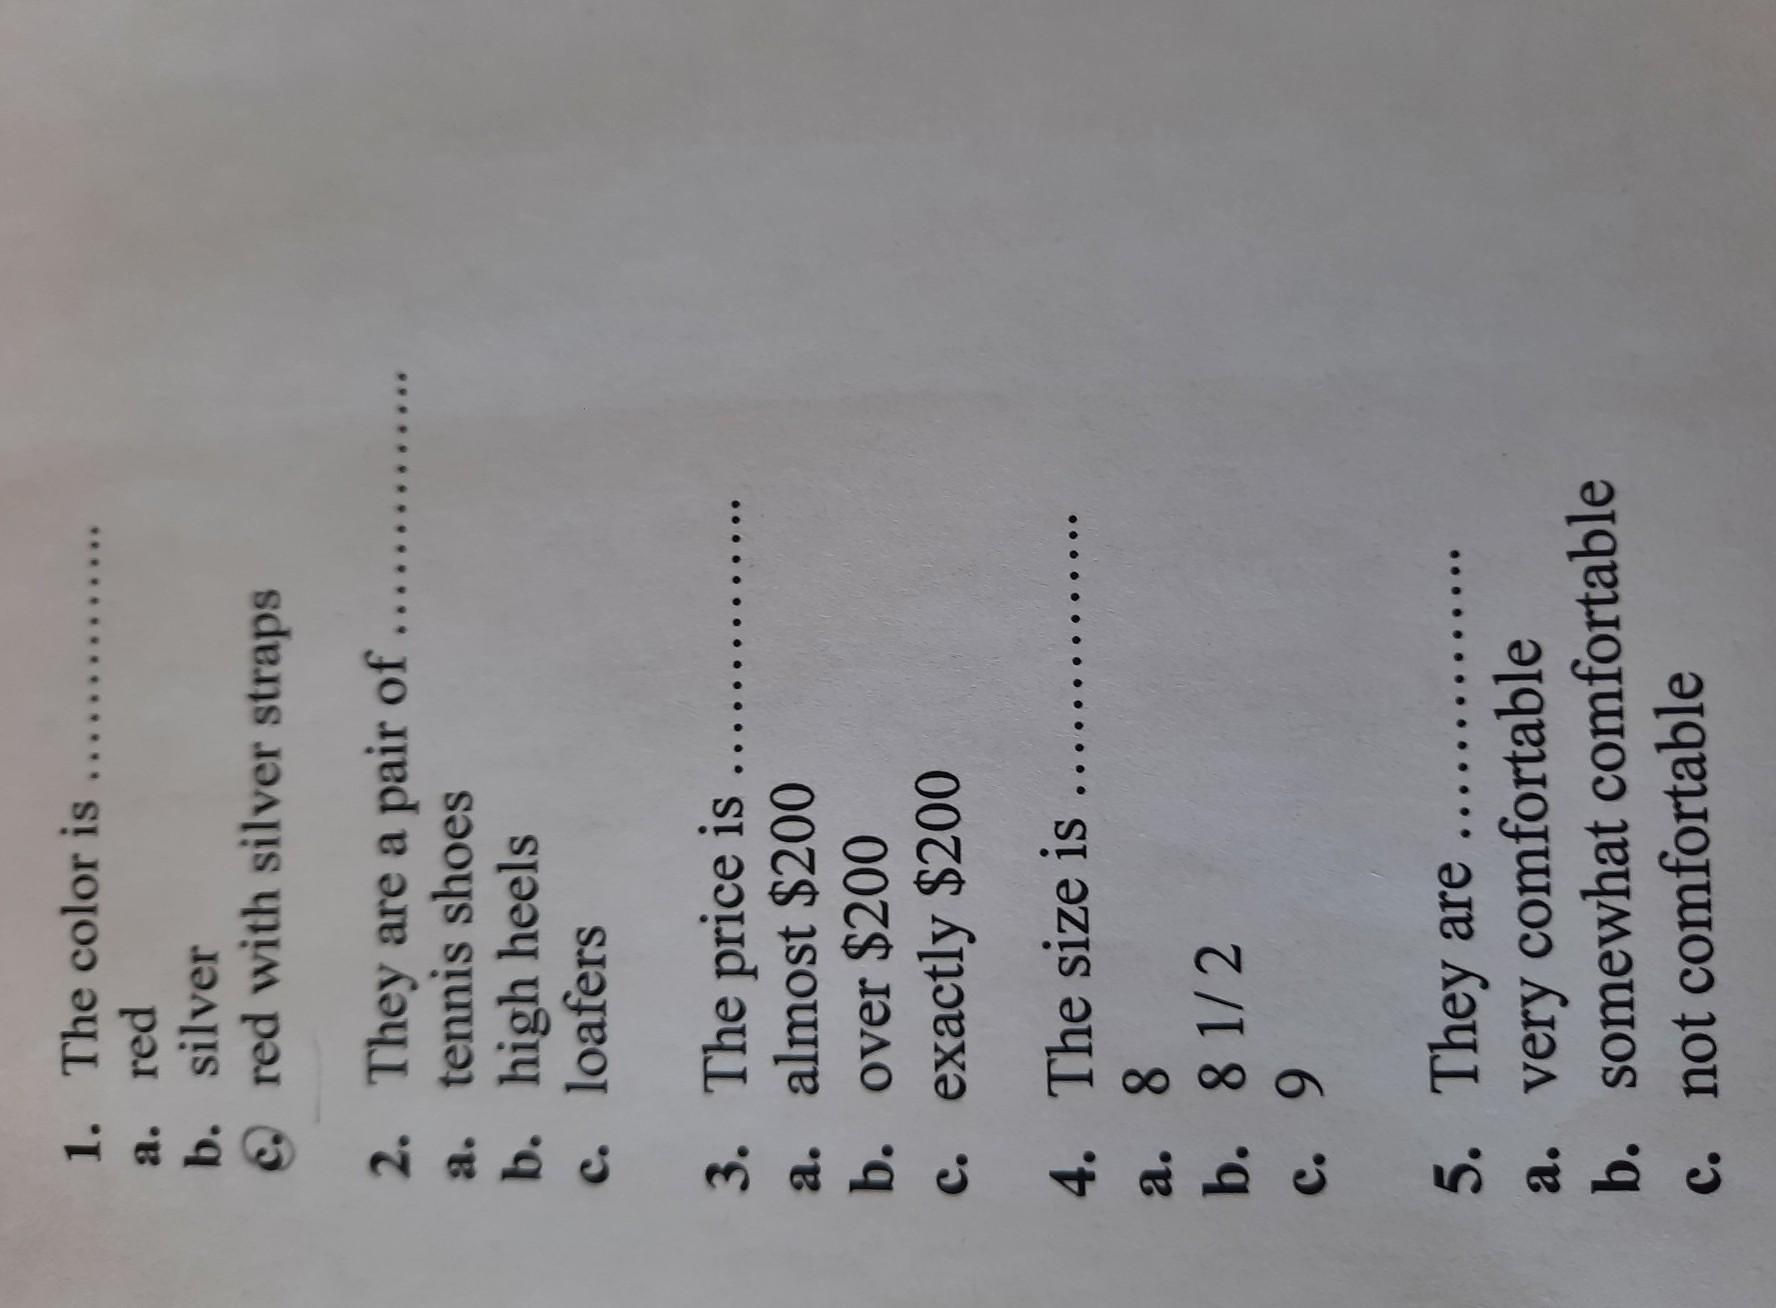 1. The color is ...............
a. red
b. silver
c. red with silver straps
2. They are a pair of ...............
a. tennis shoes
b. high heels
c. loafers
3. The price is ...............
a. almost $200
b. over $200
c. exactly $200
4. The size is ...............
a. 8
b. 8 1/2
c. 9
5. They are ...............
a. very comfortable
b. somewhat comfortable
c. not comfortable